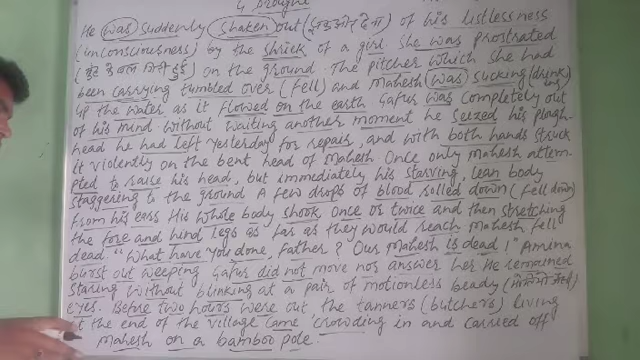 4 Drought
He was suddenly shaken out (झकझोर देना) of his listlessness
(inconsciousness) by the shrick of a girl She was prostrated
on the ground The pitcher which she had
been carrying tumbled over (fell) and Mahesh was sucking (drink ing)
up the water as it flowed on the earth Gafur was completely out
of his mind without waiting another moment he seezed his plough-
head he had left yesterday for repair, and with both hands struck
it violently on the bent head of Mahesh Once only Mahesh attem-
pted to raise his head, but immediately his starving, lean body
staggering to the ground A few drops of blood rolled down (fell down)
from his ears His whole body shook once or twice and then stretching
the fore and hind legs as far as they would reach Mahesh fell
dead. "What have you done, Father? Our Mahesh is dead!" Amina
burst out weeping Gafur did not move nor answer her He remained
staring without blinking at a pair of motionless beady
eyes. Before two hours were out the tanners (butchers) living
at the end of the village came crowding in and carried off
Mahesh on a bamboo pole.